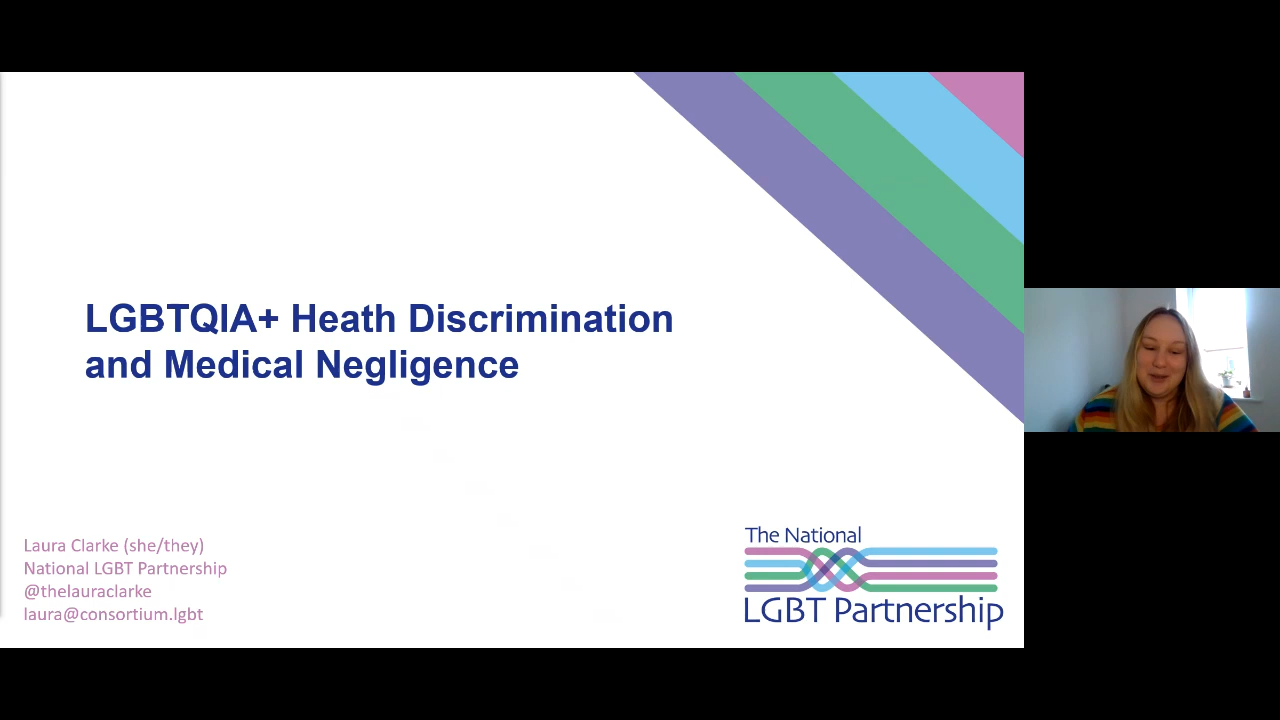 LGBTQIA+ Heath Discrimination
and Medical Negligence
Laura Clarke (she/they)
National LGBT Partnership
@thelauraclarke
laura@consortium.lgbt
The National
LGBT Partnership